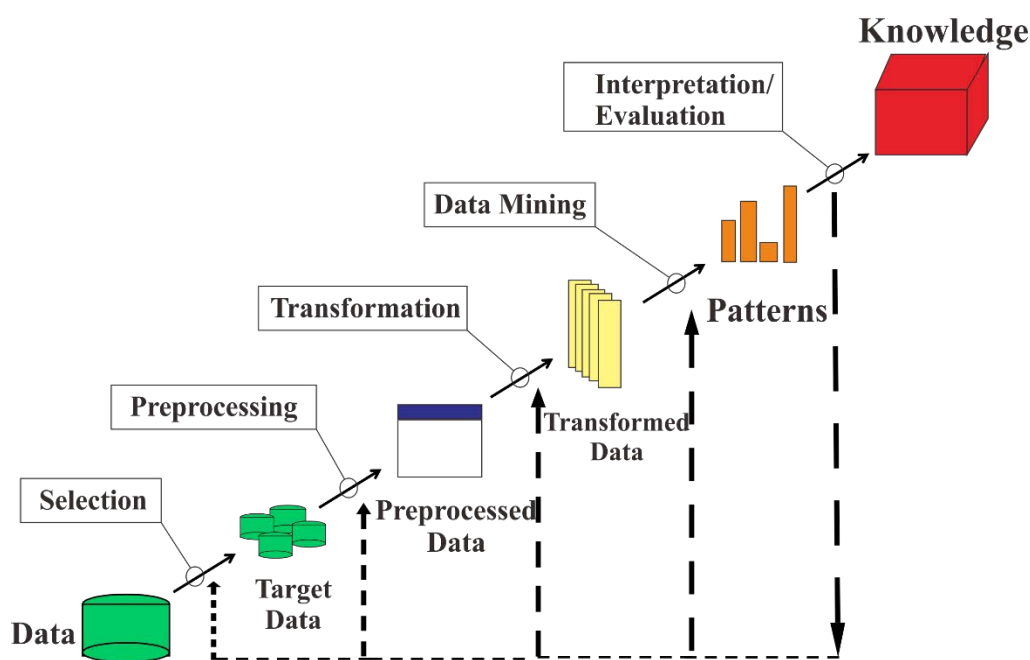 Knowledge
Interpretation/
Evaluation
Data Mining
Patterns
Transformation
Transformed
Data
Preprocessing
Preprocessed
Data
Selection
Target
Data
Data